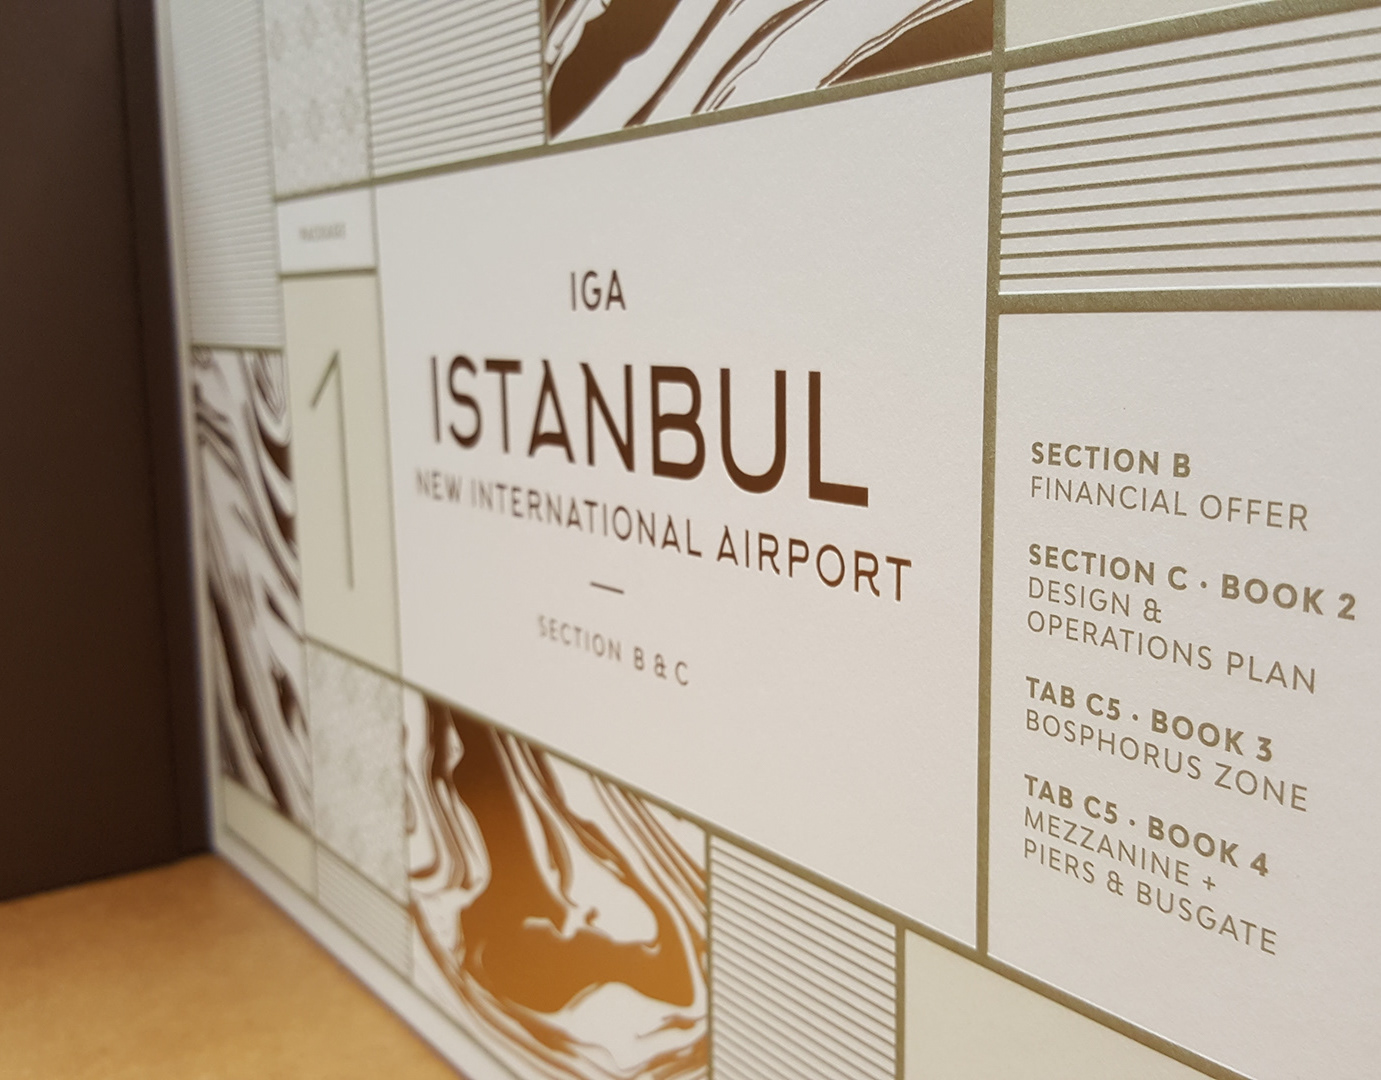 PACKAGE
1
IGA
ISTANBUL
NEW INTERNATIONAL AIRPORT
SECTION B & C
SECTION B
FINANCIAL OFFER
SECTION C · BOOK 2
DESIGN &
OPERATIONS PLAN
TAB C5 · BOOK 3
BOSPHORUS ZONE
TAB C5 · BOOK 4
MEZZANINE +
PIERS & BUSGATE